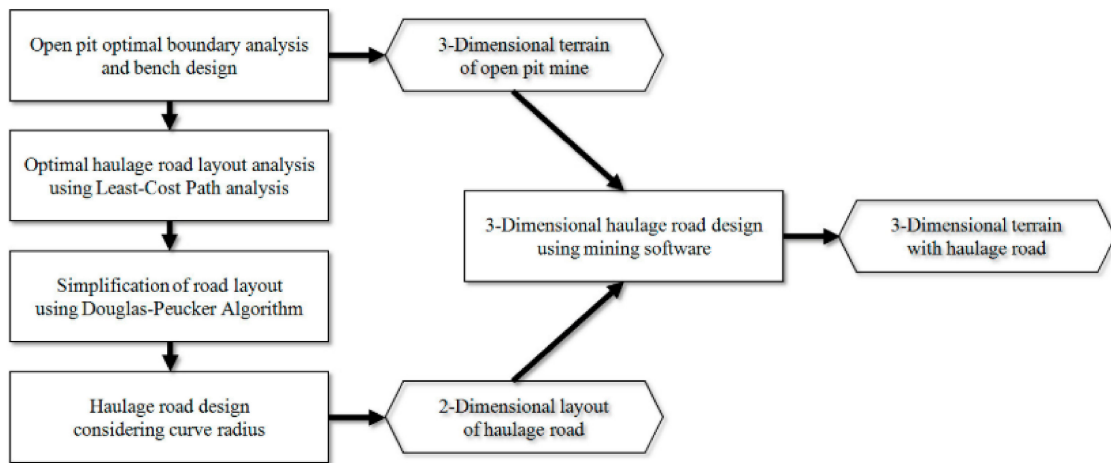 Open pit optimal boundary analysis
and bench design
3-Dimensional terrain
of open pit mine
Optimal haulage road layout analysis
using Least-Cost Path analysis
3-Dimensional haulage road design
using mining software
3-Dimensional terrain
with haulage road
Simplification of road layout
using Douglas-Peucker Algorithm
Haulage road design
considering curve radius
2-Dimensional layout
of haulage road